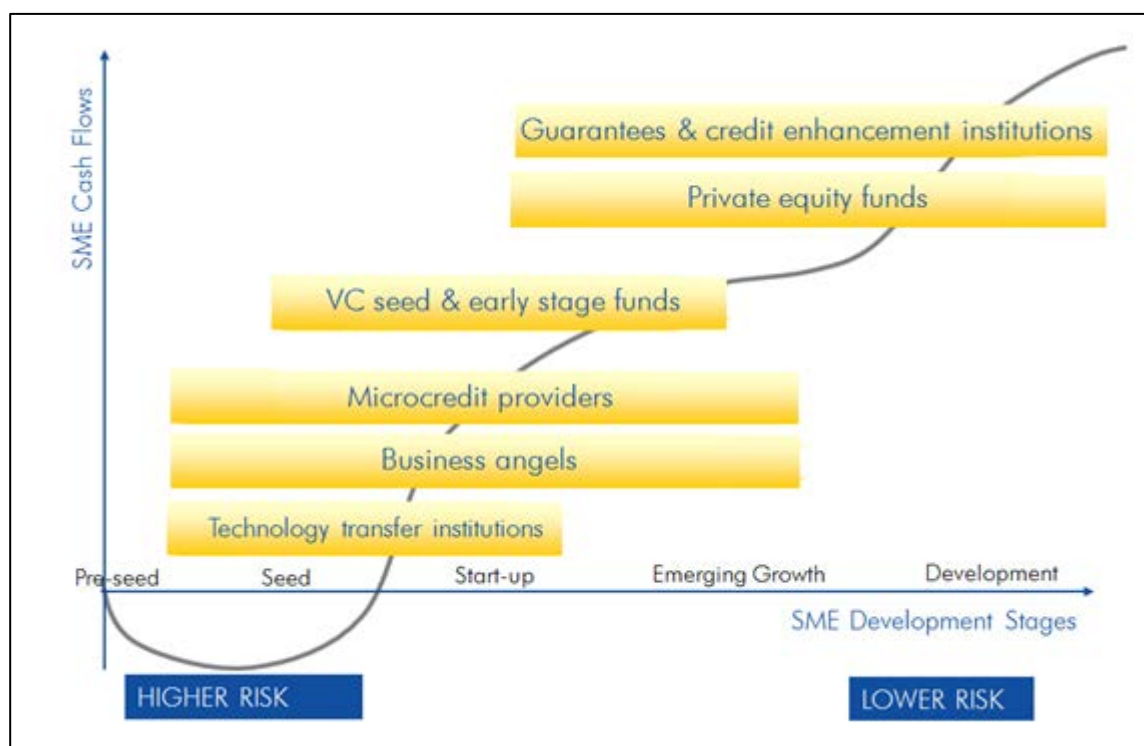 SME Cash Flows
Guarantees & credit enhancement institutions
Private equity funds
VC seed & early stage funds
Microcredit providers
Business angels
Technology transfer institutions
Pre-seed Seed Start-up Emerging Growth Development
SME Development Stages
HIGHER RISK LOWER RISK